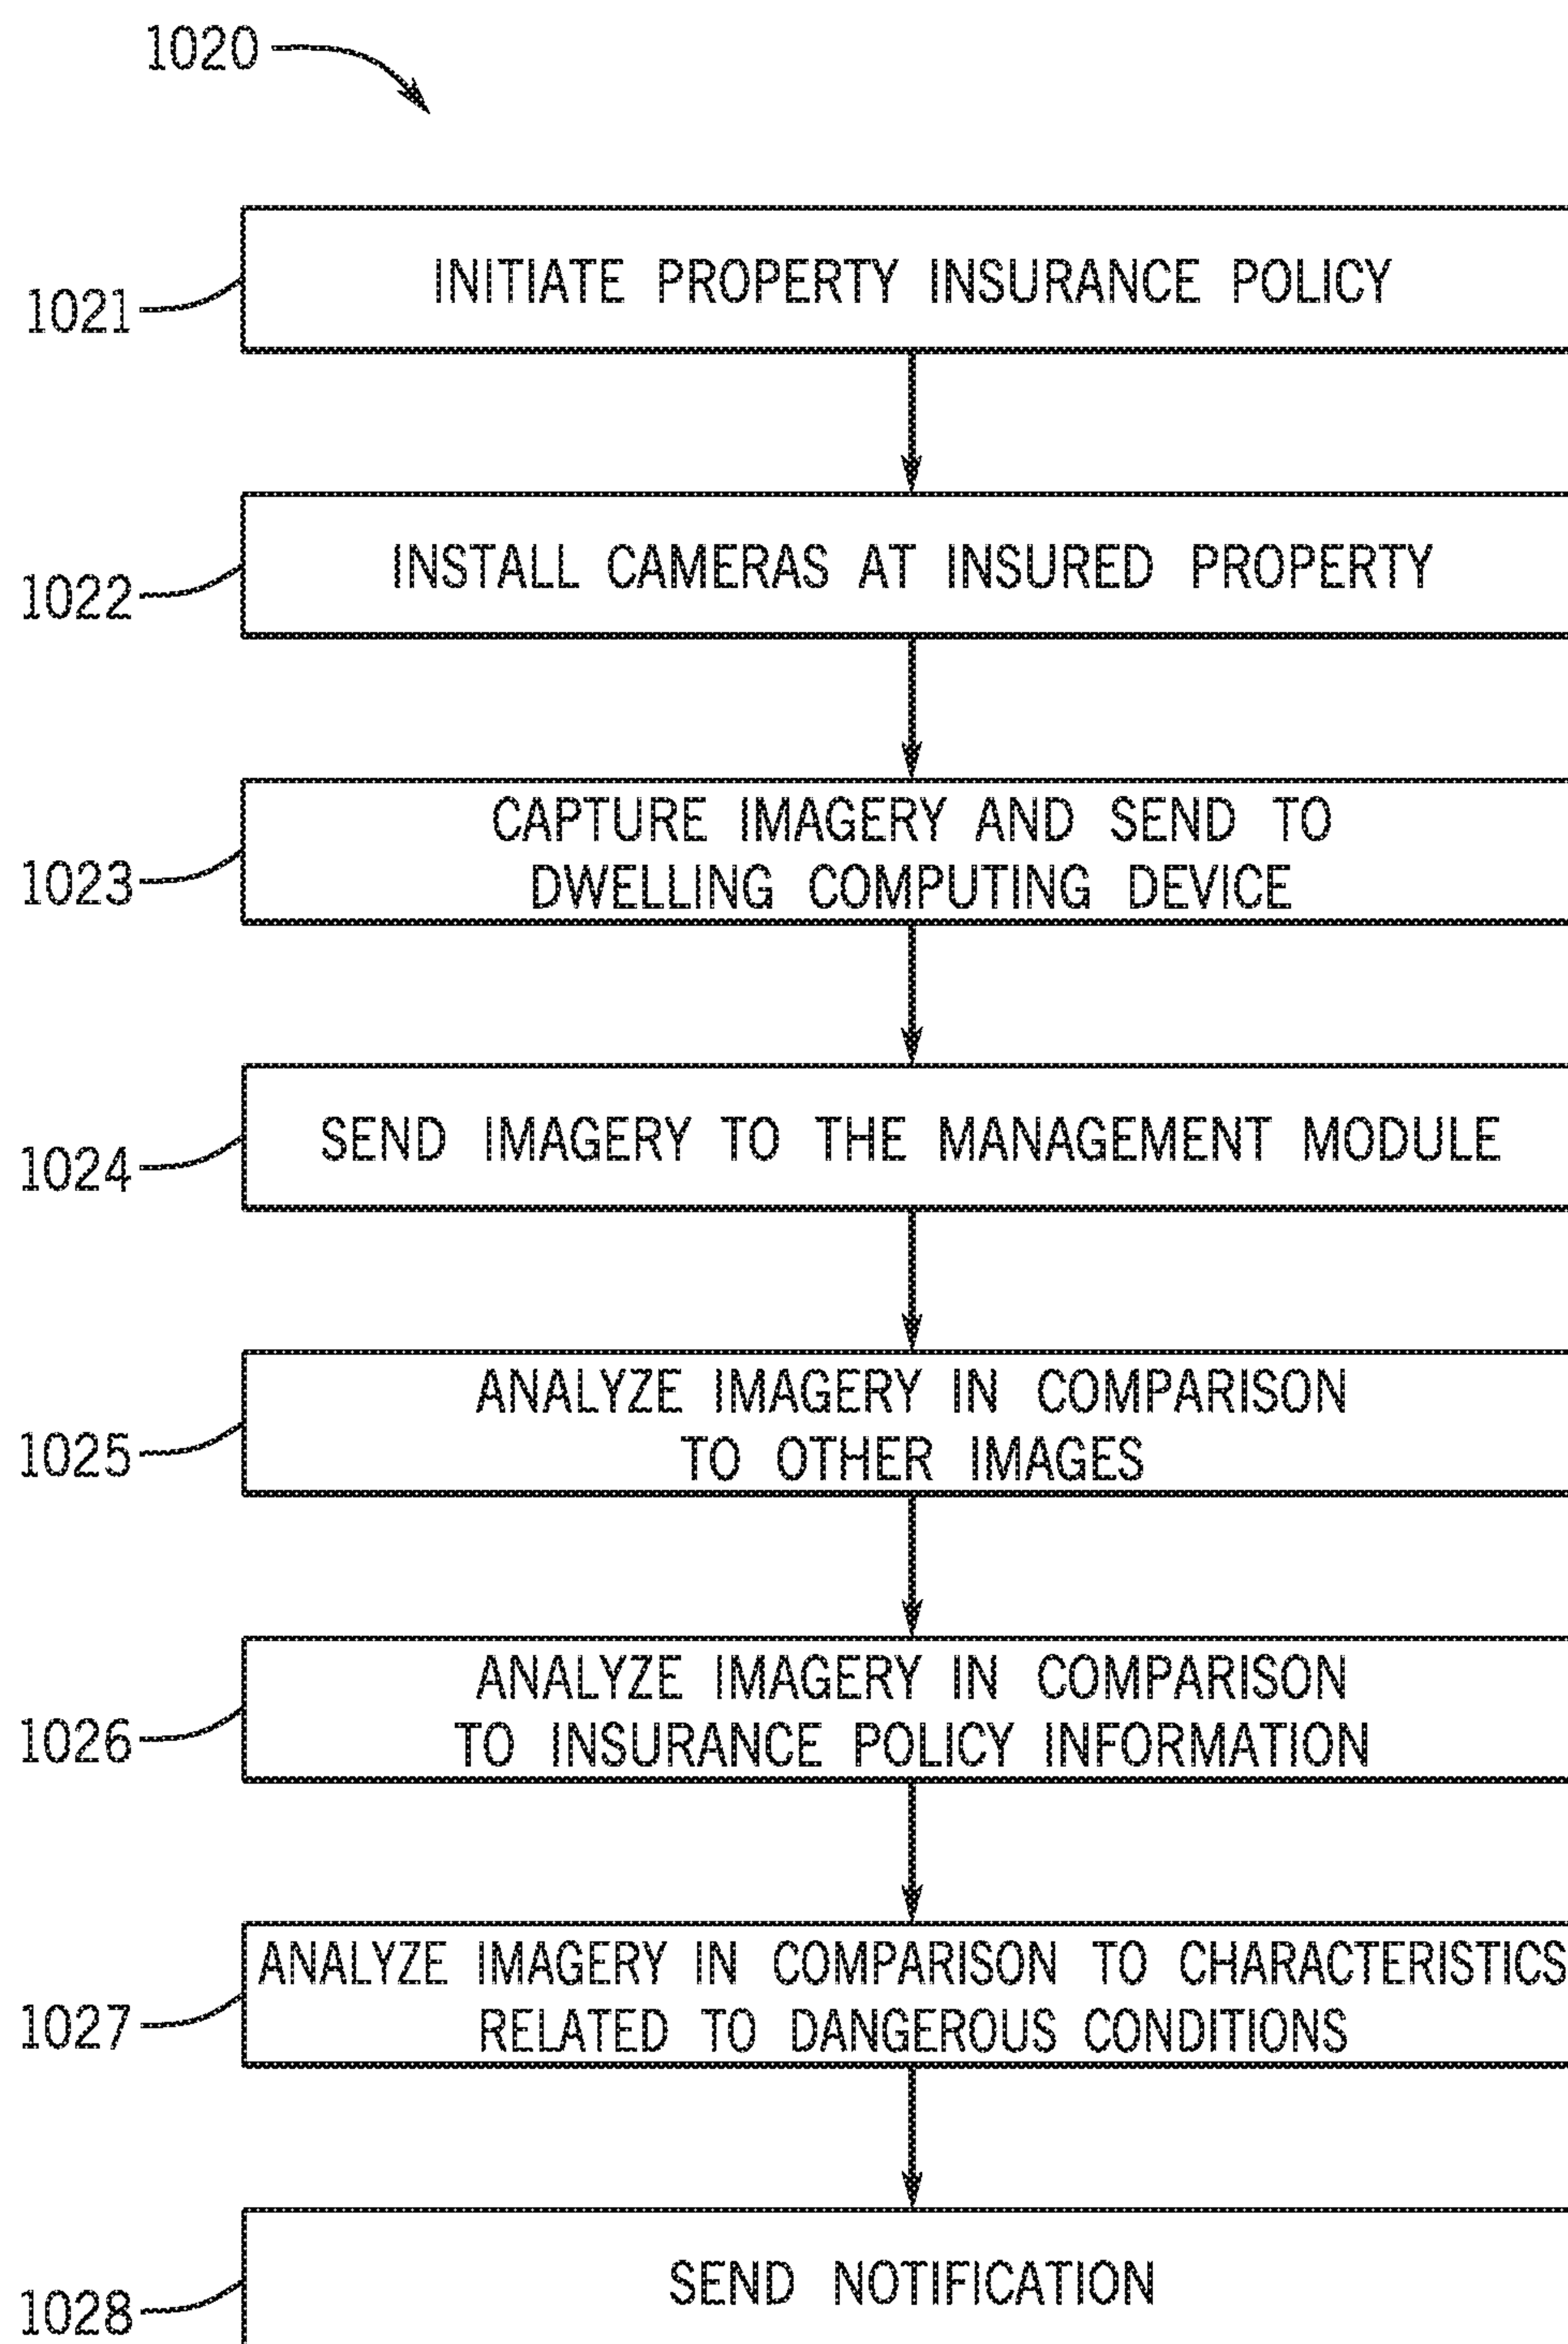 1020
1021
INITIATE PROPERTY INSURANCE POLICY
1022
INSTALL CAMERAS AT INSURED PROPERTY
1023
CAPTURE IMAGERY AND SEND TO
DWELLING COMPUTING DEVICE
1024
SEND IMAGERY TO THE MANAGEMENT MODULE
1025
ANALYZE IMAGERY IN COMPARISON
TO OTHER IMAGES
1026
ANALYZE IMAGERY IN COMPARISON
TO INSURANCE POLICY INFORMATION
1027
ANALYZE IMAGERY IN COMPARISON TO CHARACTERISTICS
RELATED TO DANGEROUS CONDITIONS
1028
SEND NOTIFICATION